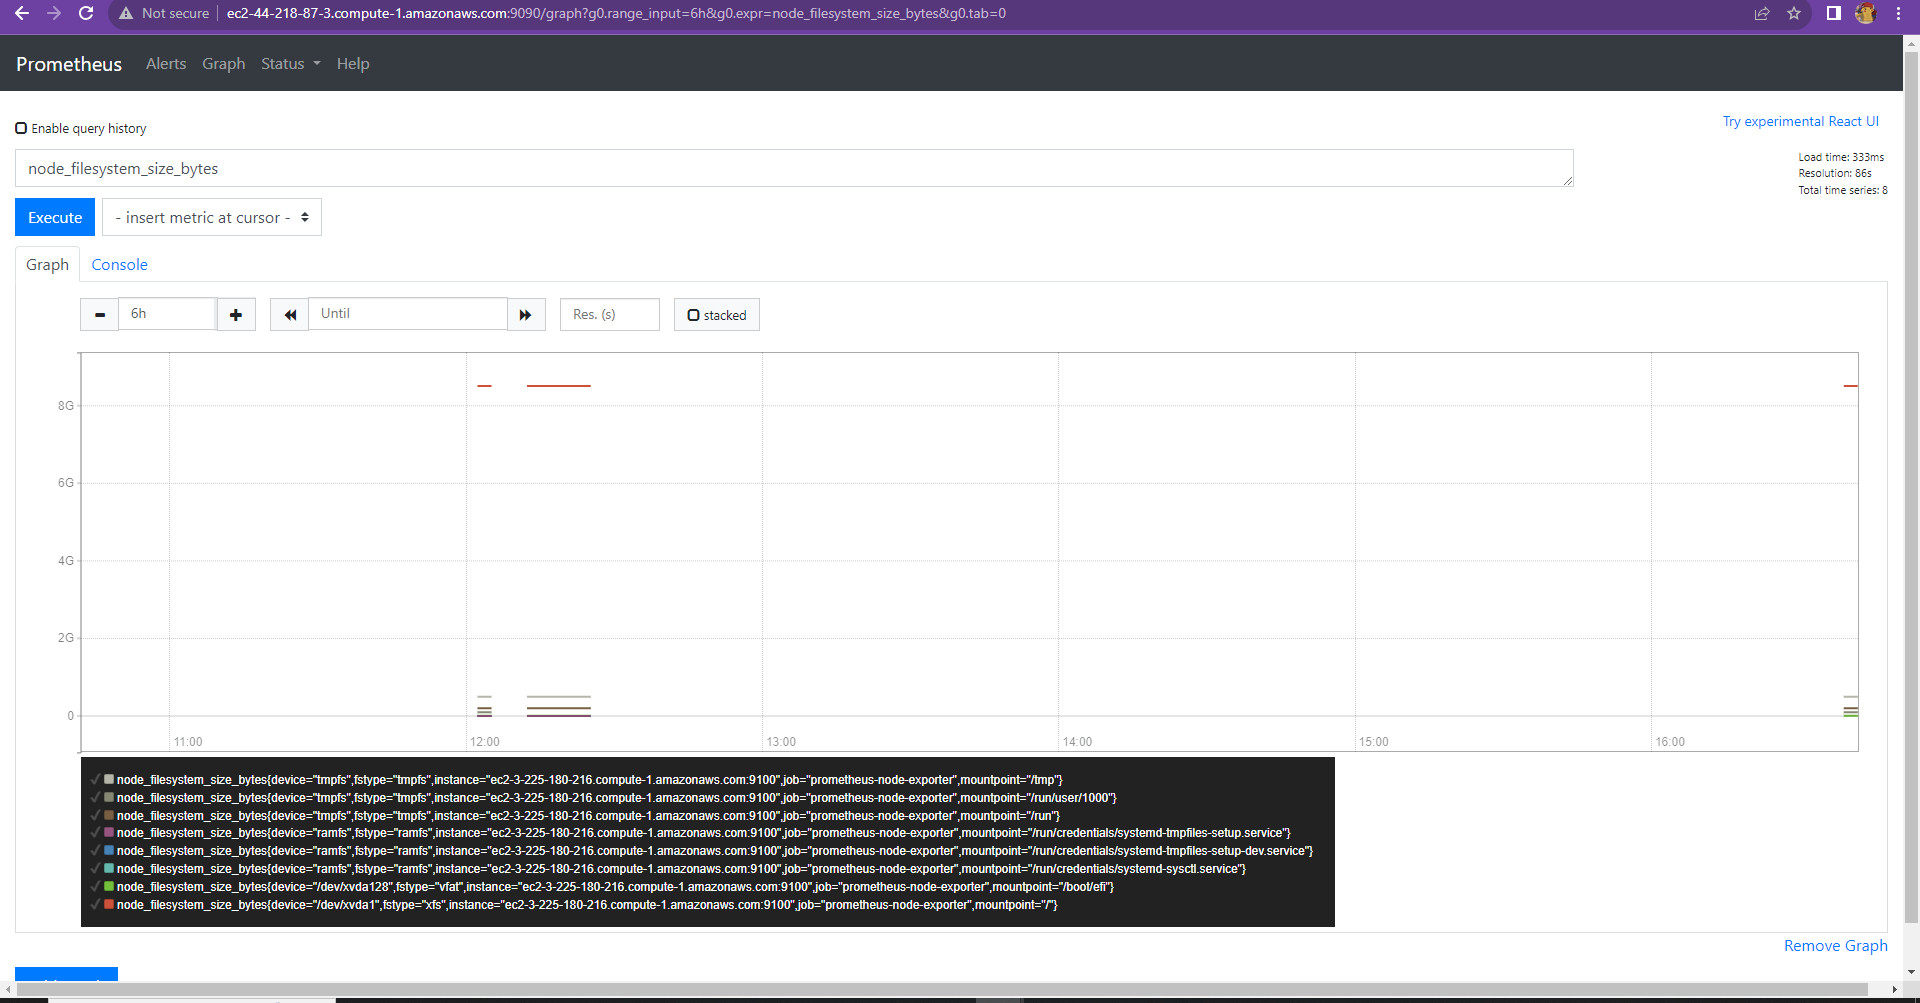 Not secure ec2-44-218-87-3.compute-1.amazonaws.com:9090/graph?g0.range_input=6h&g0.expr=node_filesystem_size_bytes&g0.tab=0
Prometheus Alerts Graph Status Help
Enable query history
Try experimental React UI
node_filesystem_size_bytes
Load time: 333ms
Resolution: 86s
Total time series: 8
Execute - insert metric at cursor -
Graph Console
6h Until Res. (s) stacked
8G
6G
4G
2G
0
11:00 12:00 13:00 14:00 15:00 16:00
node_filesystem_size_bytes{device="tmpfs",fstype="tmpfs",instance="ec2-3-225-180-216.compute-1.amazonaws.com:9100",job="prometheus-node-exporter",mountpoint="/tmp"}
node_filesystem_size_bytes{device="tmpfs",fstype="tmpfs",instance="ec2-3-225-180-216.compute-1.amazonaws.com:9100",job="prometheus-node-exporter",mountpoint="/run/user/1000"}
node_filesystem_size_bytes{device="tmpfs",fstype="tmpfs",instance="ec2-3-225-180-216.compute-1.amazonaws.com:9100",job="prometheus-node-exporter",mountpoint="/run"}
node_filesystem_size_bytes{device="ramfs",fstype="ramfs",instance="ec2-3-225-180-216.compute-1.amazonaws.com:9100",job="prometheus-node-exporter",mountpoint="/run/credentials/systemd-tmpfiles-setup.service"}
node_filesystem_size_bytes{device="ramfs",fstype="ramfs",instance="ec2-3-225-180-216.compute-1.amazonaws.com:9100",job="prometheus-node-exporter",mountpoint="/run/credentials/systemd-tmpfiles-setup-dev.service"}
node_filesystem_size_bytes{device="ramfs",fstype="ramfs",instance="ec2-3-225-180-216.compute-1.amazonaws.com:9100",job="prometheus-node-exporter",mountpoint="/run/credentials/systemd-sysctl.service"}
node_filesystem_size_bytes{device="/dev/xvda128",fstype="vfat",instance="ec2-3-225-180-216.compute-1.amazonaws.com:9100",job="prometheus-node-exporter",mountpoint="/boot/efi"}
node_filesystem_size_bytes{device="/dev/xvda1",fstype="xfs",instance="ec2-3-225-180-216.compute-1.amazonaws.com:9100",job="prometheus-node-exporter",mountpoint="/"}
Remove Graph